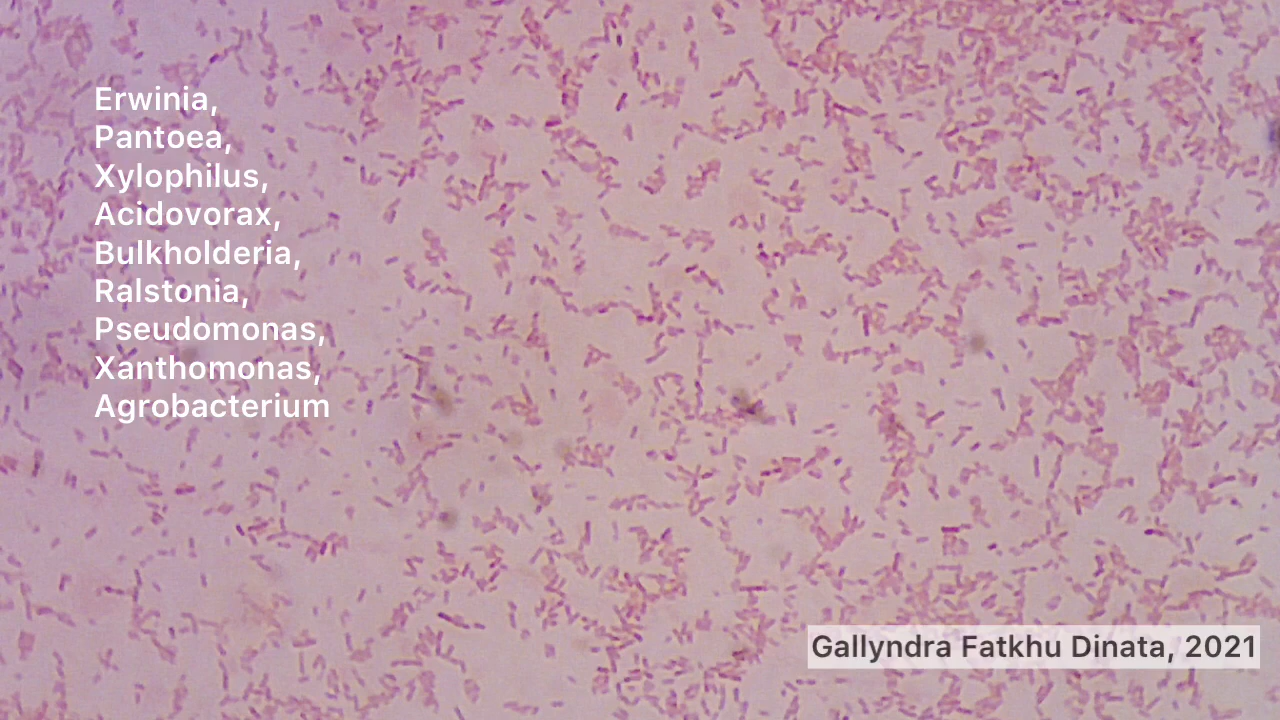 Erwinia,
Pantoea,
Xylophilus,
Acidovorax,
Bulkholderia,
Ralstonia,
Pseudomonas,
Xanthomonas,
Agrobacterium
Gallyndra Fatkhu Dinata, 2021